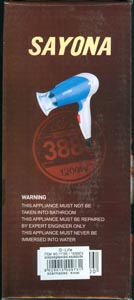 SAYONA
388
1200W
WARNING
THIS APPLIANCE MUST NOT BE
TAKEN INTO BATHROOM
THIS APPLIANCE MUST BE REPAIRED
BY EXPERT ENGINEER ONLY
THIS APPLIANCE MUST NEVER BE
IMMERSED INTO WATER